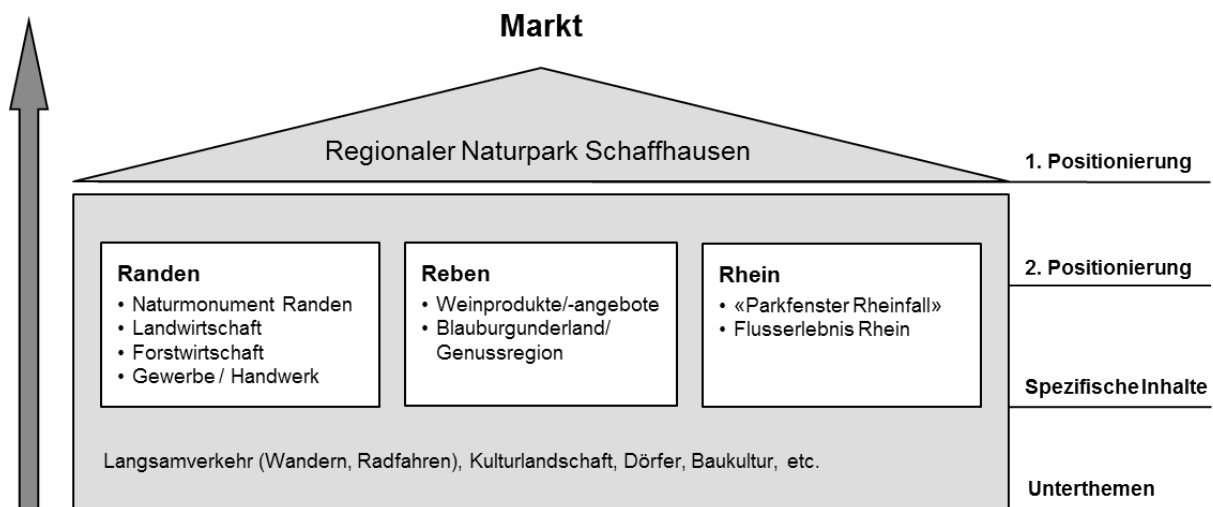 Markt
Regionaler Naturpark Schaffhausen
1. Positionierung
2. Positionierung
Randen
• Naturmonument Randen
• Landwirtschaft
• Forstwirtschaft
• Gewerbe / Handwerk
Reben
• Weinprodukte/-angebote
• Blauburgunderland/
Genussregion
Rhein
• «Parkfenster Rheinfall»
• Flusserlebnis Rhein
Spezifische Inhalte
Langsamverkehr (Wandern, Radfahren), Kulturlandschaft, Dörfer, Baukultur, etc.
Unterthemen